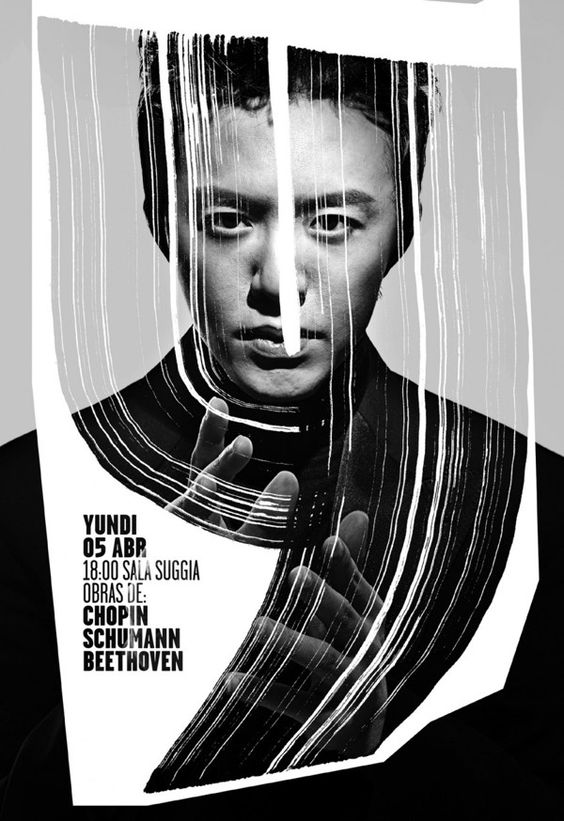 YUNDI
05 ABR
18:00 SALA SUGGIA
OBRAS DE:
CHOPIN
SCHUMANN
BEETHOVEN